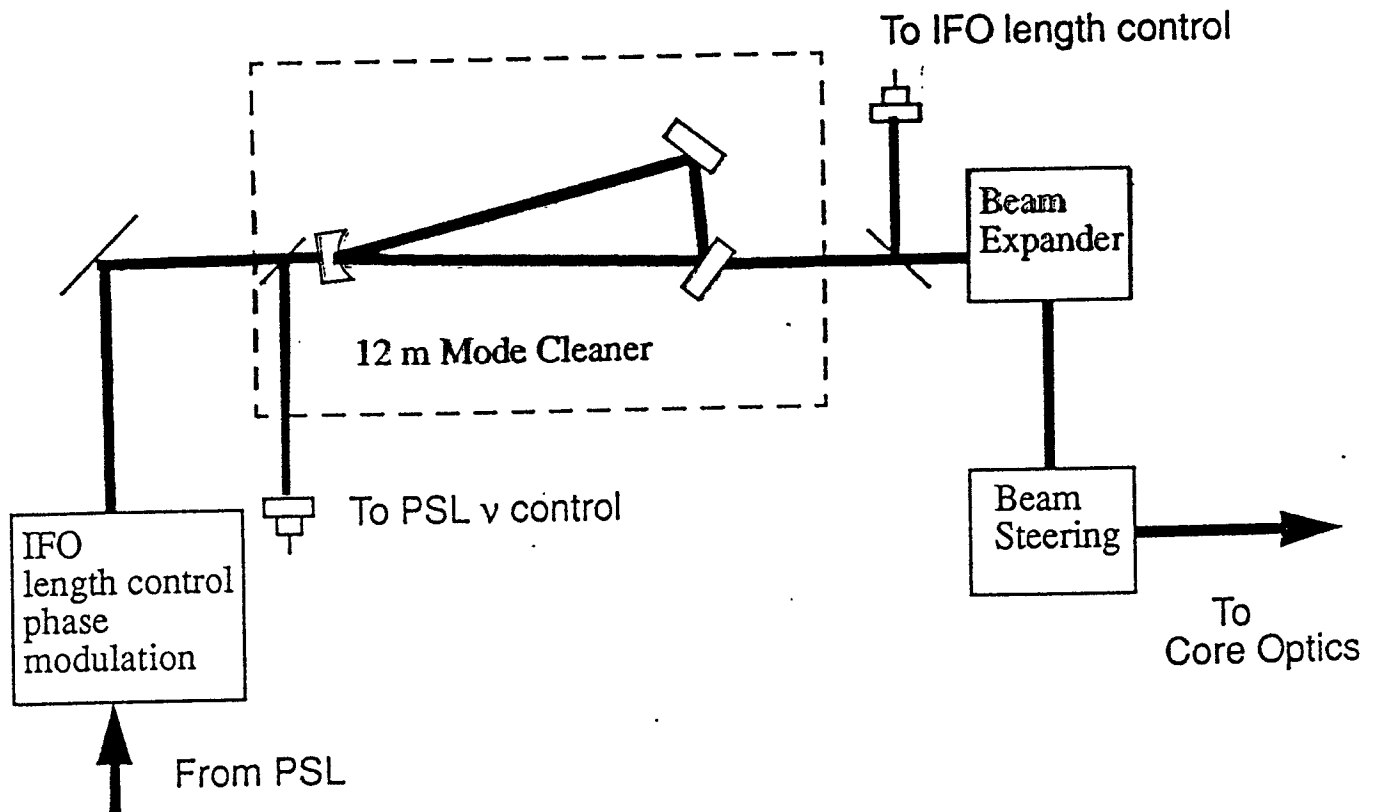 To IFO length control
Beam
Expander
12 m Mode Cleaner
To PSL ν control
IFO
length control
phase
modulation
Beam
Steering
To
Core Optics
From PSL